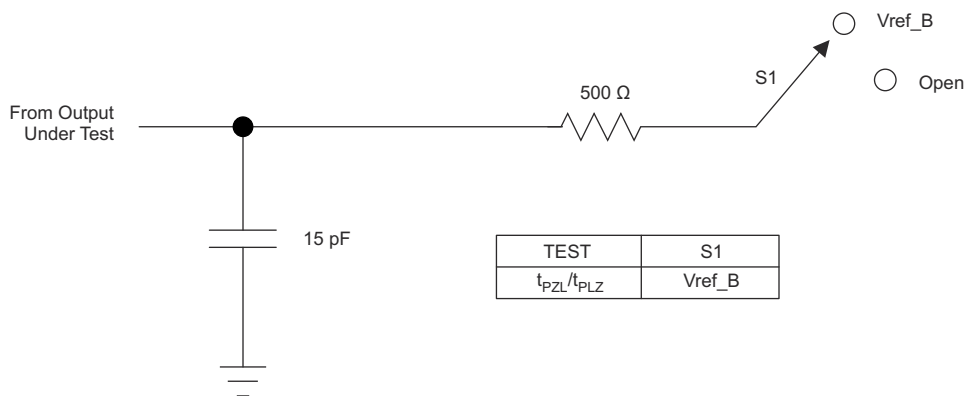 Vref_B
S1
Open
500 Ω
From Output
Under Test
15 pF
TEST S1
tPZL/tPLZ Vref_B